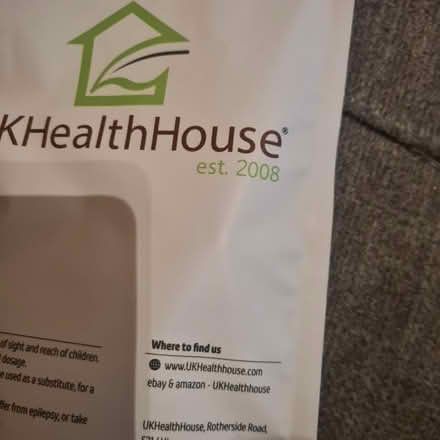 KHealthHouse®
est. 2008
of sight and reach of children.
dosage.
used as a substitute, for a
from epilepsy, or take
Where to find us
www.UKHealthhouse.com
ebay & amazon - UKHealthhouse
UKHealthHouse, Rotherside Road,